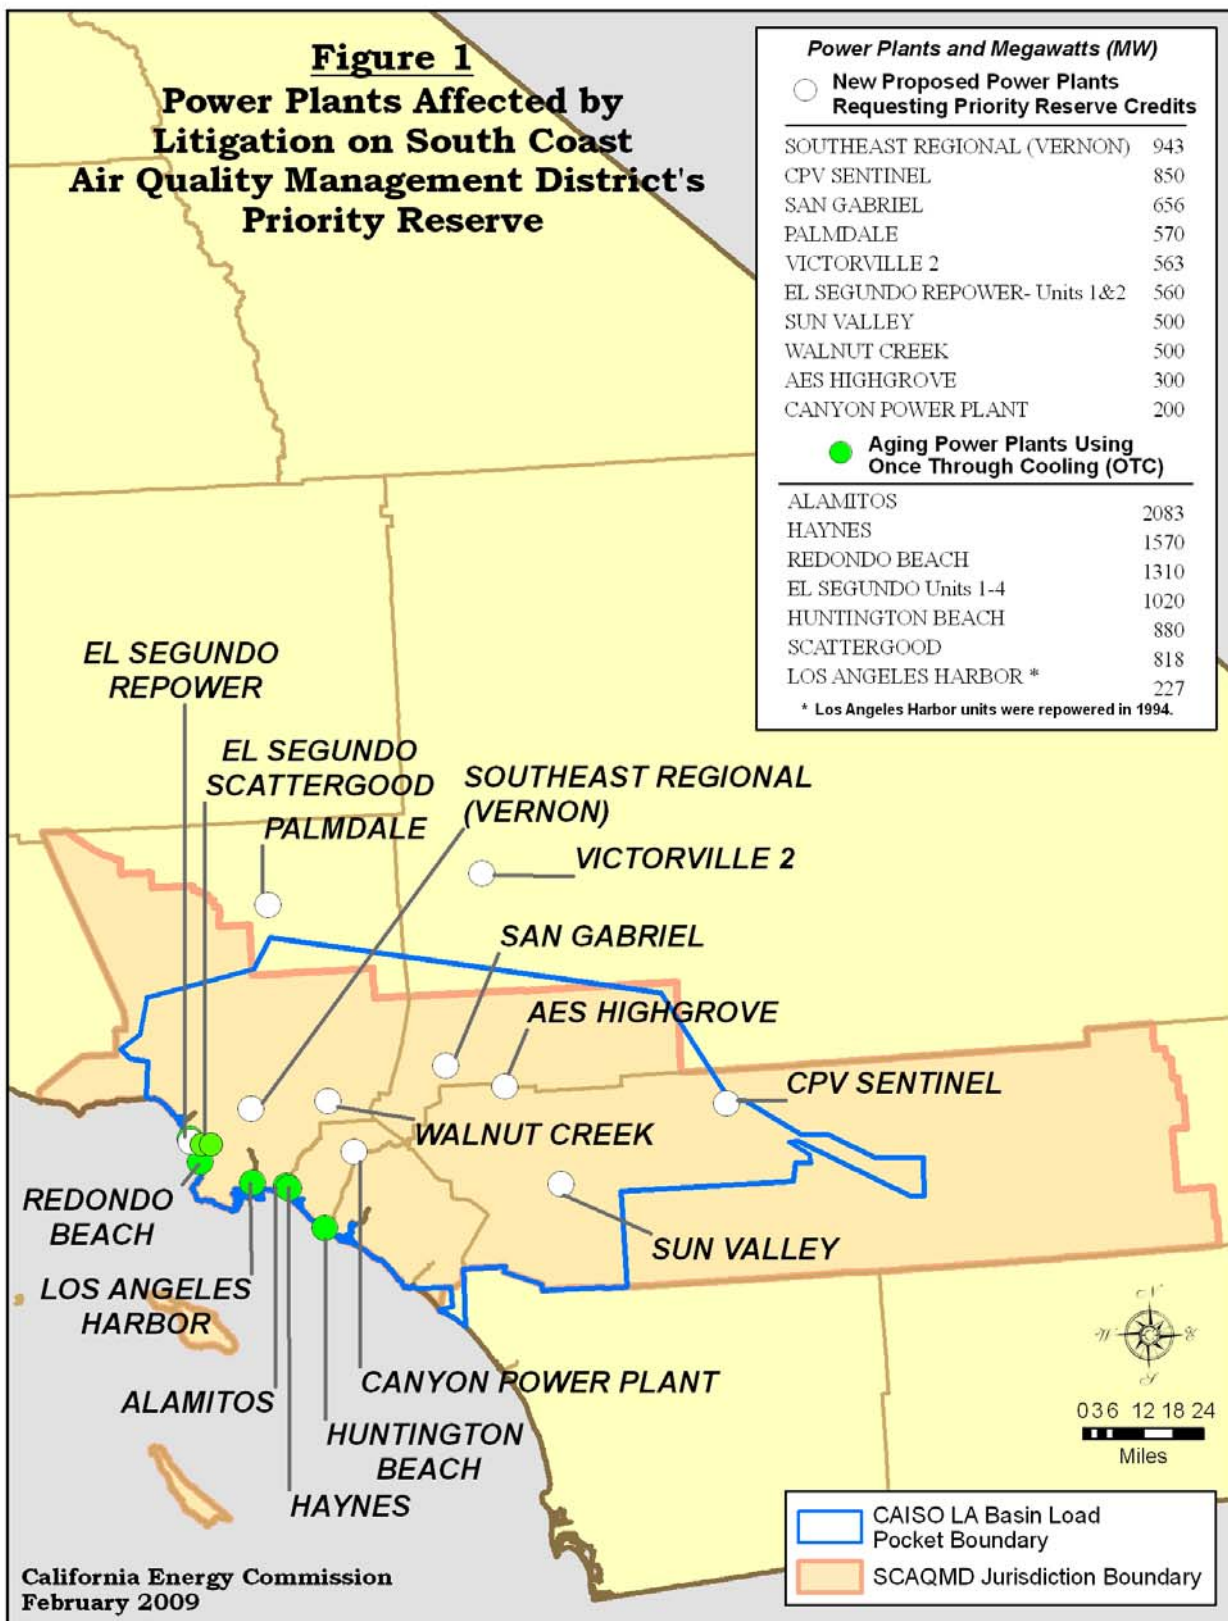 Figure 1
Power Plants Affected by
Litigation on South Coast
Air Quality Management District's
Priority Reserve
Power Plants and Megawatts (MW)
New Proposed Power Plants
Requesting Priority Reserve Credits
SOUTHEAST REGIONAL (VERNON) 943
CPV SENTINEL 850
SAN GABRIEL 656
PALMDALE 570
VICTORVILLE 2 563
EL SEGUNDO REPOWER- Units 1&2 560
SUN VALLEY 500
WALNUT CREEK 500
AES HIGHGROVE 300
CANYON POWER PLANT 200
Aging Power Plants Using
Once Through Cooling (OTC)
ALAMITOS 2083
HAYNES 1570
REDONDO BEACH 1310
EL SEGUNDO Units 1-4 1020
HUNTINGTON BEACH 880
SCATTERGOOD 818
LOS ANGELES HARBOR * 227
* Los Angeles Harbor units were repowered in 1994.
EL SEGUNDO
REPOWER
EL SEGUNDO
SCATTERGOOD
PALMDALE
SOUTHEAST REGIONAL
(VERNON)
VICTORVILLE 2
SAN GABRIEL
AES HIGHGROVE
CPV SENTINEL
WALNUT CREEK
REDONDO
BEACH
SUN VALLEY
LOS ANGELES
HARBOR
CANYON POWER PLANT
ALAMITOS
HUNTINGTON
BEACH
HAYNES
N
W E
S
0 3 6 12 18 24
Miles
CAISO LA Basin Load
Pocket Boundary
SCAQMD Jurisdiction Boundary
California Energy Commission
February 2009